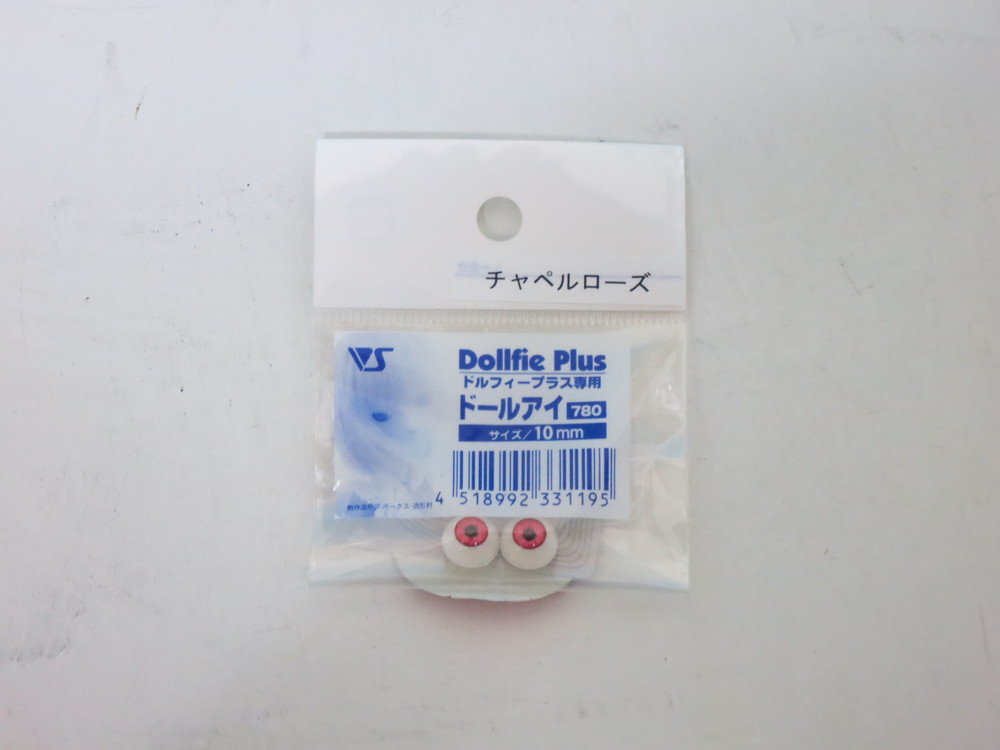 チャペルローズ
VS
Dollfie Plus
ドルフィープラス専用
ドールアイ 780
サイズ/10mm
4 518992 331195